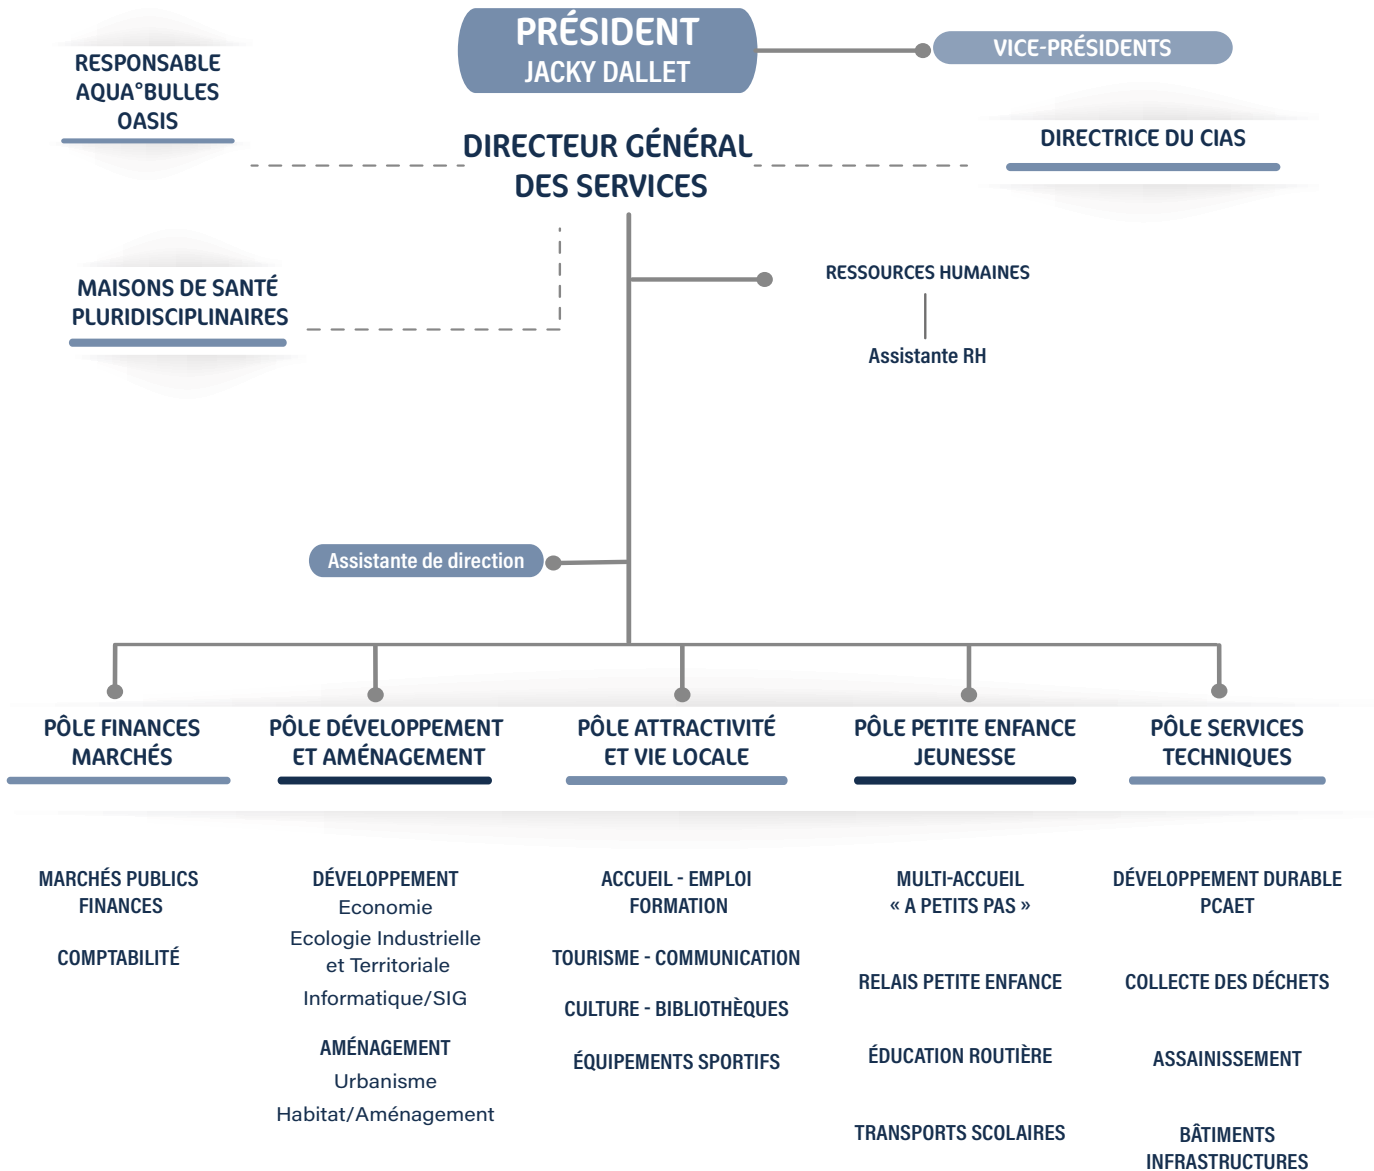 PRÉSIDENT
JACKY DALLET
VICE-PRÉSIDENTS
RESPONSABLE
AQUA°BULLES
OASIS
DIRECTEUR GÉNÉRAL
DES SERVICES
DIRECTRICE DU CIAS
MAISONS DE SANTÉ
PLURIDISCIPLINAIRES
RESSOURCES HUMAINES
Assistante RH
Assistante de direction
PÔLE FINANCES
MARCHÉS
MARCHÉS PUBLICS
FINANCES
COMPTABILITÉ
PÔLE DÉVELOPPEMENT
ET AMÉNAGEMENT
DÉVELOPPEMENT
Economie
Ecologie Industrielle
et Territoriale
Informatique/SIG
AMÉNAGEMENT
Urbanisme
Habitat/Aménagement
PÔLE ATTRACTIVITÉ
ET VIE LOCALE
ACCUEIL - EMPLOI
FORMATION
TOURISME - COMMUNICATION
CULTURE - BIBLIOTHÈQUES
ÉQUIPEMENTS SPORTIFS
PÔLE PETITE ENFANCE
JEUNESSE
MULTI-ACCUEIL
« A PETITS PAS »
RELAIS PETITE ENFANCE
ÉDUCATION ROUTIÈRE
TRANSPORTS SCOLAIRES
PÔLE SERVICES
TECHNIQUES
DÉVELOPPEMENT DURABLE
PCAET
COLLECTE DES DÉCHETS
ASSAINISSEMENT
BÂTIMENTS
INFRASTRUCTURES